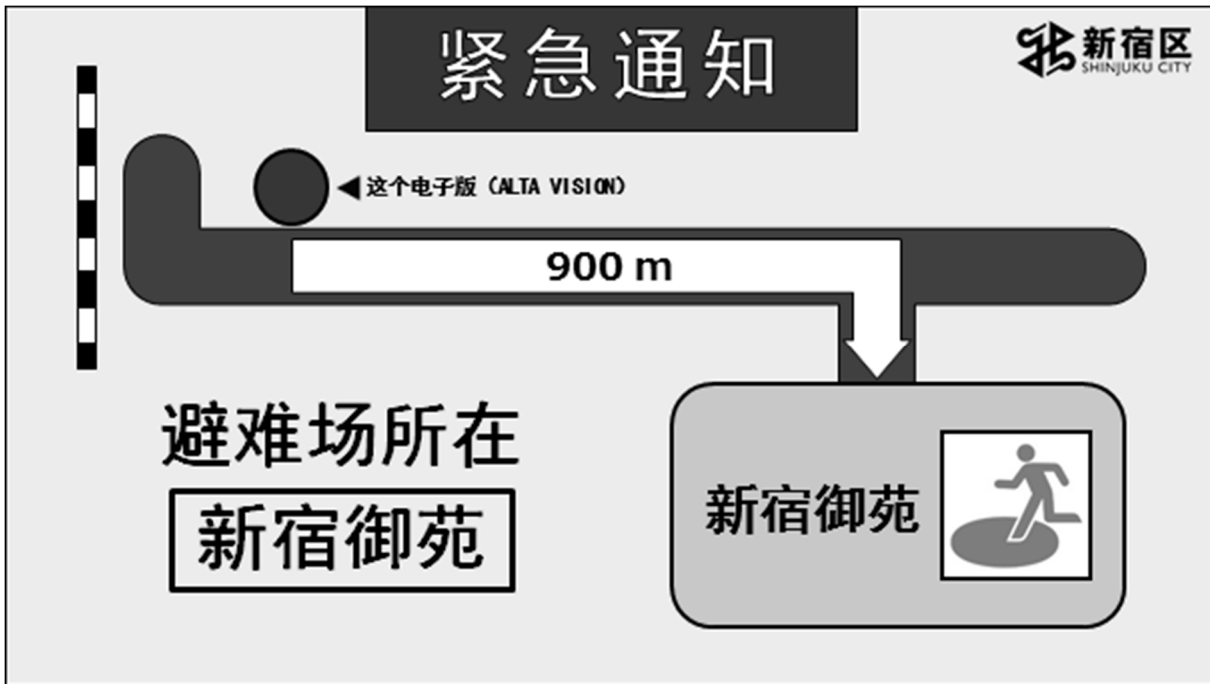 紧急通知
新宿区
SHINJUKU CITY
这个电子版（ALTA VISION）
900 m
避难场所在
新宿御苑
新宿御苑